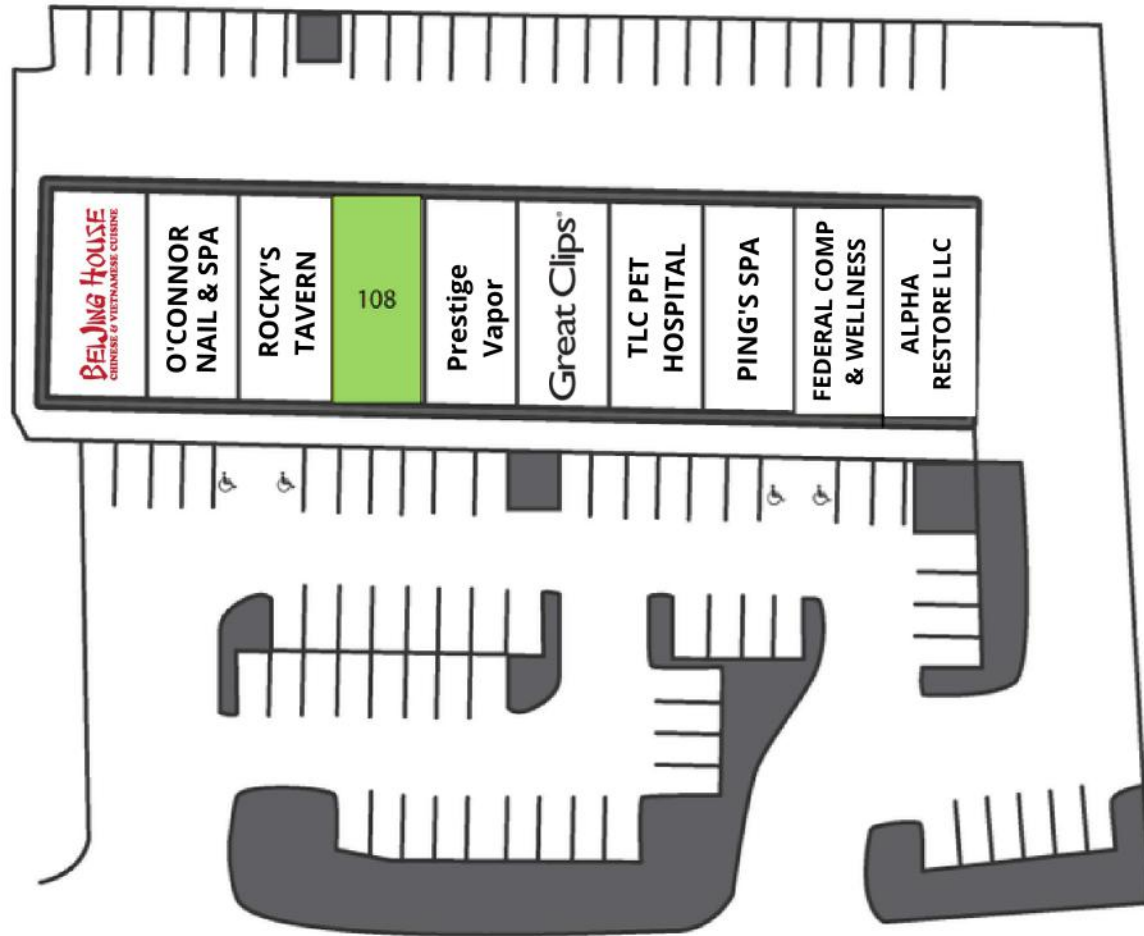 BEIJING HOUSE
CHINESE & VIETNAMESE CUISINE
O'CONNOR
NAIL & SPA
ROCKY'S
TAVERN
108
Prestige
Vapor
Great Clips®
TLC PET
HOSPITAL
PING'S SPA
FEDERAL COMP
& WELLNESS
ALPHA
RESTORE LLC